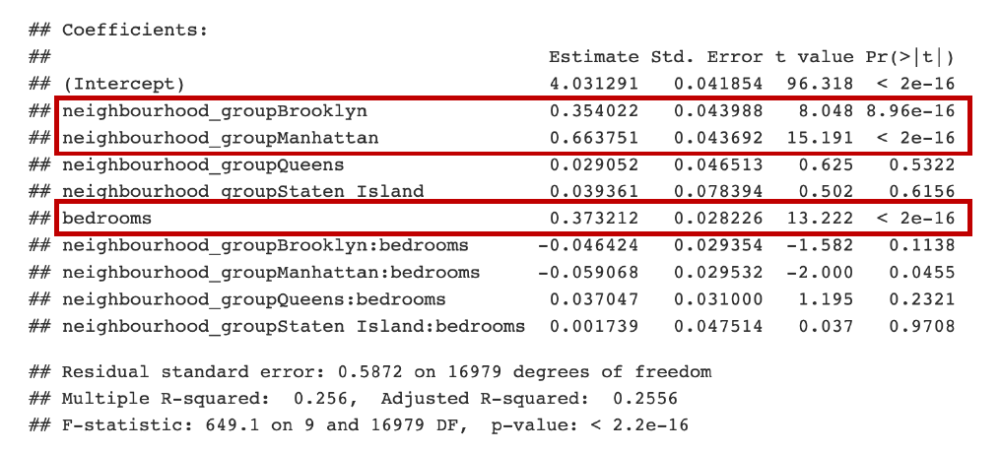 ## Coefficients:
## Estimate Std. Error t value Pr(>|t|)
## (Intercept) 4.031291 0.041854 96.318 < 2e-16
## neighbourhood_groupBrooklyn 0.354022 0.043988 8.048 8.96e-16
## neighbourhood_groupManhattan 0.663751 0.043692 15.191 < 2e-16
## neighbourhood_groupQueens 0.029052 0.046513 0.625 0.5322
## neighbourhood_groupStaten Island 0.039361 0.078394 0.502 0.6156
## bedrooms 0.373212 0.028226 13.222 < 2e-16
## neighbourhood_groupBrooklyn:bedrooms -0.046424 0.029354 -1.582 0.1138
## neighbourhood_groupManhattan:bedrooms -0.059068 0.029532 -2.000 0.0455
## neighbourhood_groupQueens:bedrooms 0.037047 0.031000 1.195 0.2321
## neighbourhood_groupStaten Island:bedrooms 0.001739 0.047514 0.037 0.9708
## Residual standard error: 0.5872 on 16979 degrees of freedom
## Multiple R-squared: 0.256, Adjusted R-squared: 0.2556
## F-statistic: 649.1 on 9 and 16979 DF, p-value: < 2.2e-16